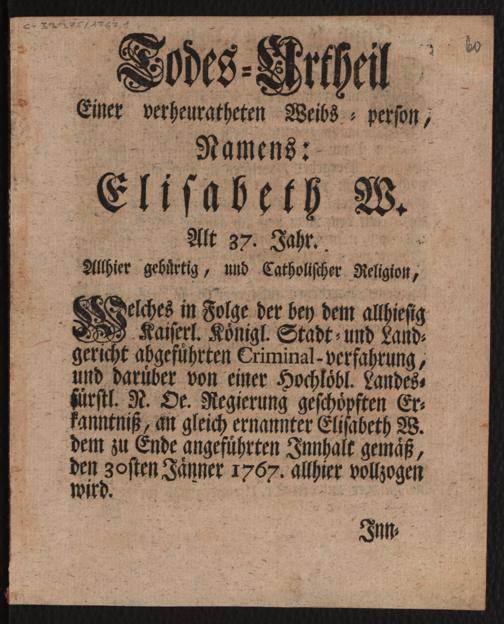 60
Todes-Urtheil
Einer verheuratheten Weibs-person,
Namens:
Elisabeth W.
Alt 37. Jahr.
Allhier gebürtig, und Catholischer Religion,
Welches in Folge der bey dem allhiesig
Kaiserl. Königl. Stadt- und Land-
gericht abgeführten Criminal-verfahrung,
und darüber von einer Hochlöbl. Landes-
fürstl. N. Oe. Regierung geschöpften Er-
kanntniß, an gleich ernannter Elisabeth W.
dem zu Ende angeführten Innhalt gemäß,
den 30sten Jänner 1767. allhier vollzogen
wird.
Inn-